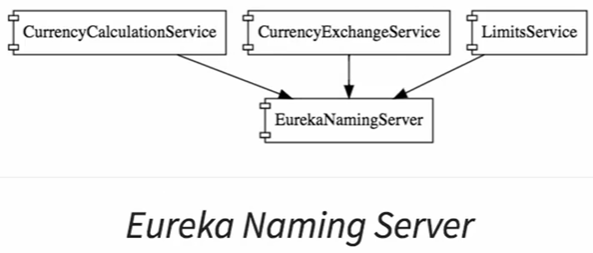 CurrencyCalculationService
CurrencyExchangeService
LimitsService
EurekaNamingServer
Eureka Naming Server